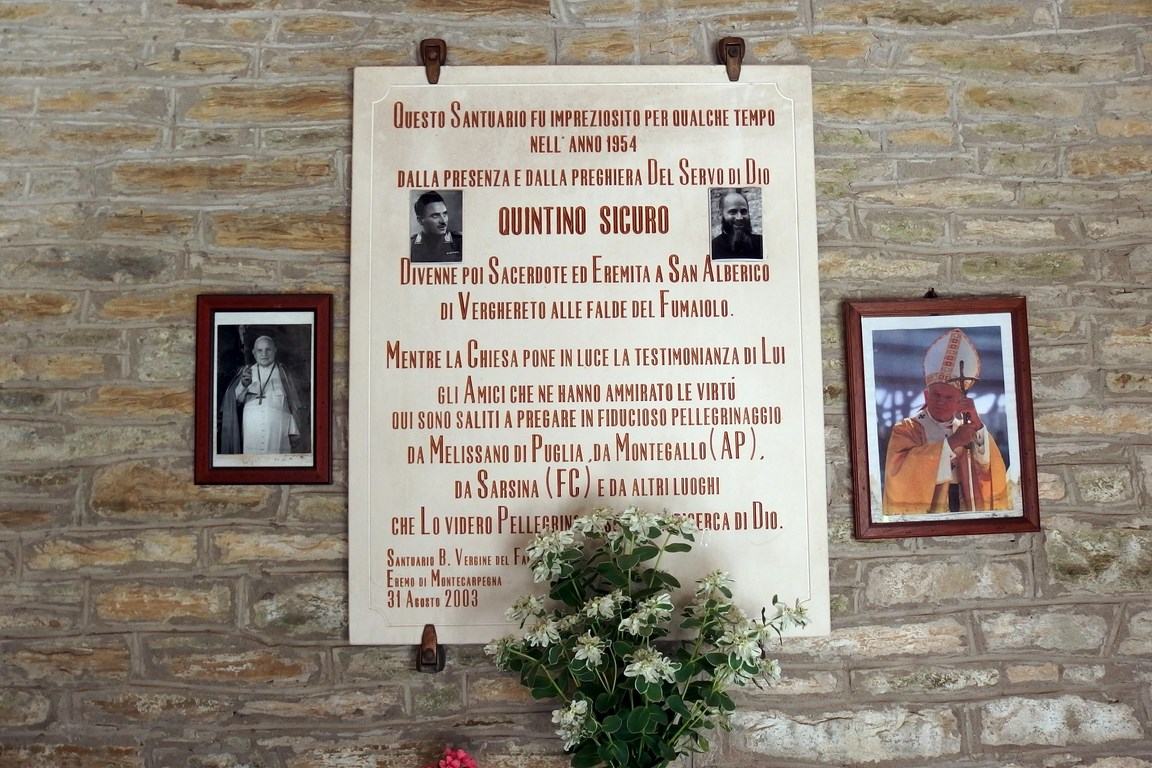 Questo Santuario fu impreziosito per qualche tempo
nell' anno 1954
dalla presenza e dalla preghiera Del Servo di Dio
QUINTINO SICURO
Divenne poi Sacerdote ed Eremita a San Alberico
di Verghereto alle falde del Fumaiolo.
Mentre la Chiesa pone in luce la testimonianza di Lui
gli Amici che ne hanno ammirato le virtú
qui sono saliti a pregare in fiducioso pellegrinaggio
da Melissano di Puglia ,da Montegallo (AP),
da Sarsina (FC) e da altri luoghi
che Lo videro di Dio.
Santuario B. Vergine del
Eremo di Montecarpegna
31 Agosto 2003